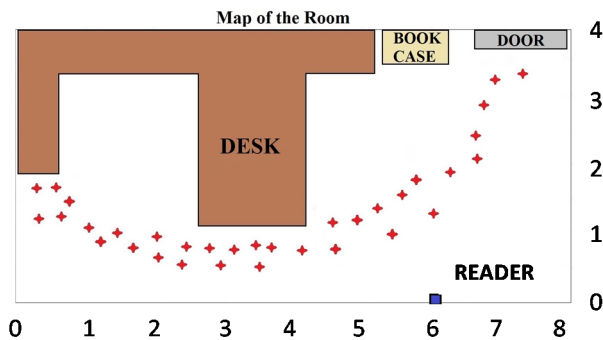 Map of the Room
BOOK
CASE
DOOR
DESK
READER
4
3
2
1
0
0 1 2 3 4 5 6 7 8